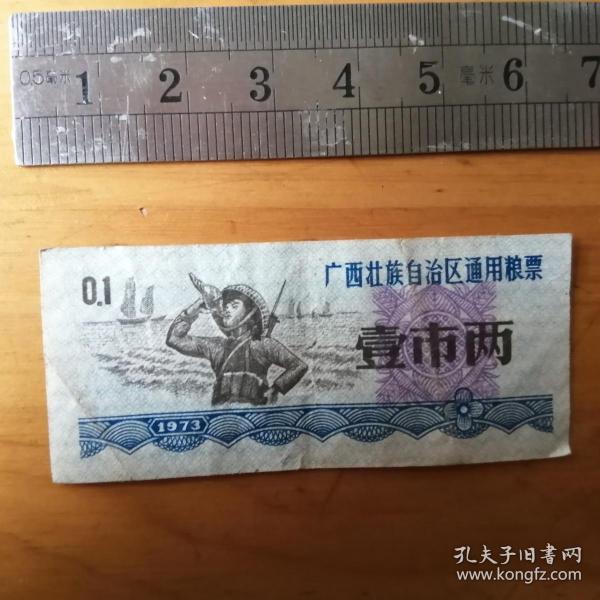 0.5毫米 1 2 3 4 5 毫米 6 7
广西壮族自治区通用粮票
0.1
壹市两
1973
孔夫子旧书网
www.kongfz.com